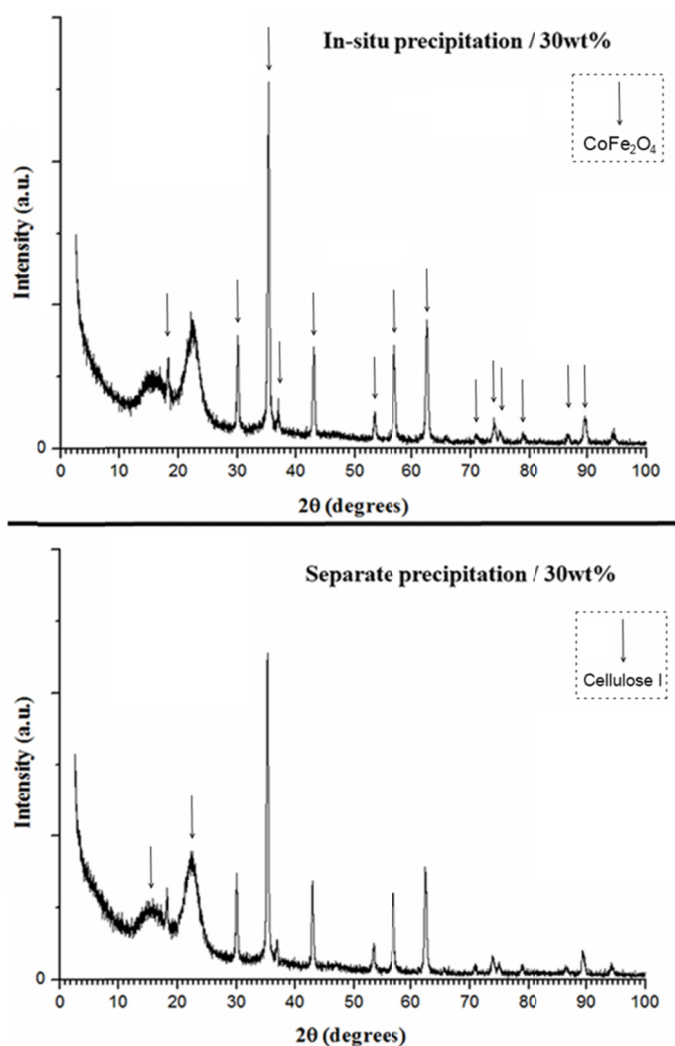 In-situ precipitation / 30wt%
CoFe₂O₄
Intensity (a.u.)
0
0 10 20 30 40 50 60 70 80 90 100
2θ (degrees)
Separate precipitation / 30wt%
Cellulose I
Intensity (a.u.)
0
0 10 20 30 40 50 60 70 80 90 100
2θ (degrees)